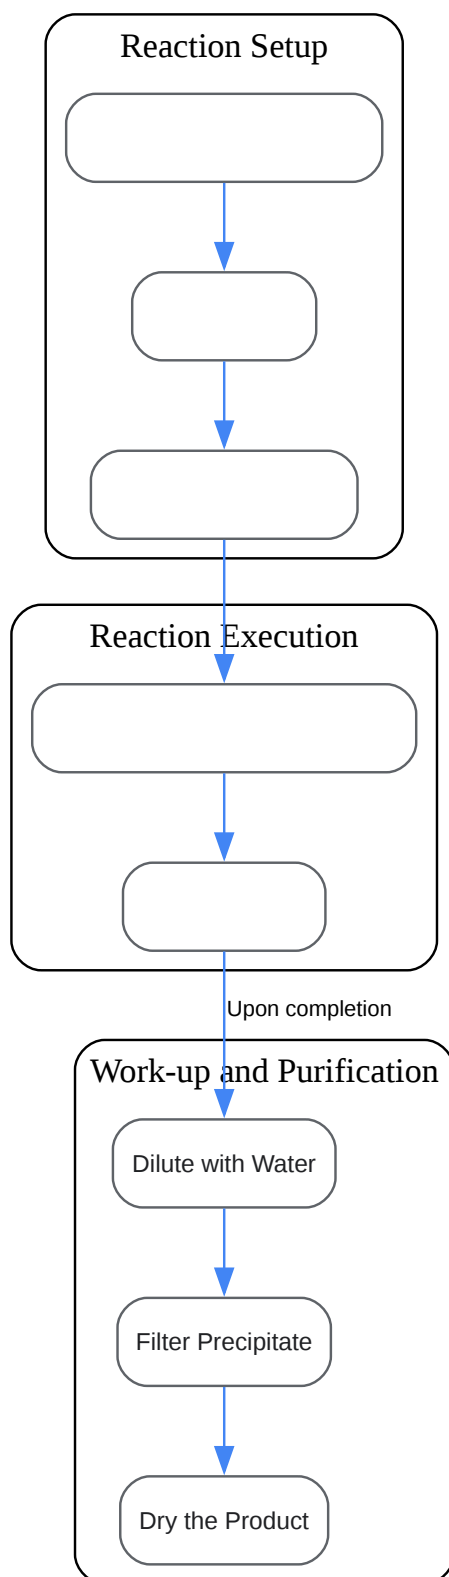 Reaction Setup
Reaction Execution
Upon completion
Work-up and Purification
Dilute with Water
Filter Precipitate
Dry the Product